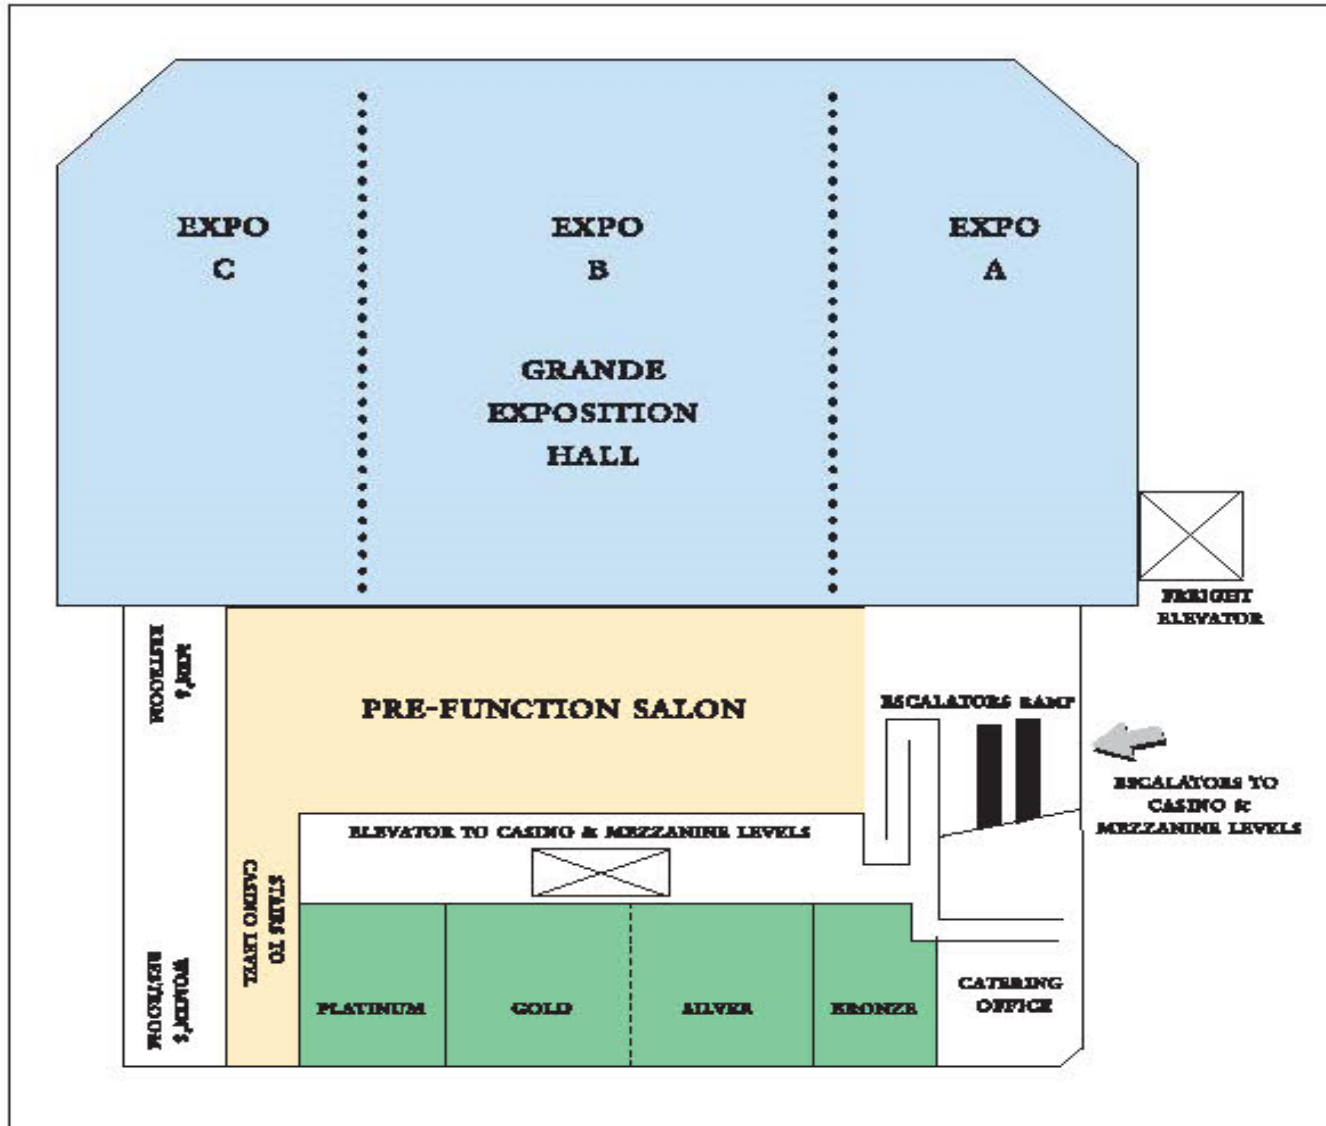 EXPO
C
EXPO
B
EXPO
A
GRANDE
EXPOSITION
HALL
FREIGHT
ELEVATOR
MEN'S
RESTROOM
PRE-FUNCTION SALON
ESCALATORS RAMP
ESCALATORS TO
CASINO &
MEZZANINE LEVELS
ELEVATOR TO CASINO & MEZZANINE LEVELS
STAIRS TO
CASINO LEVEL
WOMEN'S
RESTROOM
PLATINUM
GOLD
SILVER
BRONZE
CATERING
OFFICE